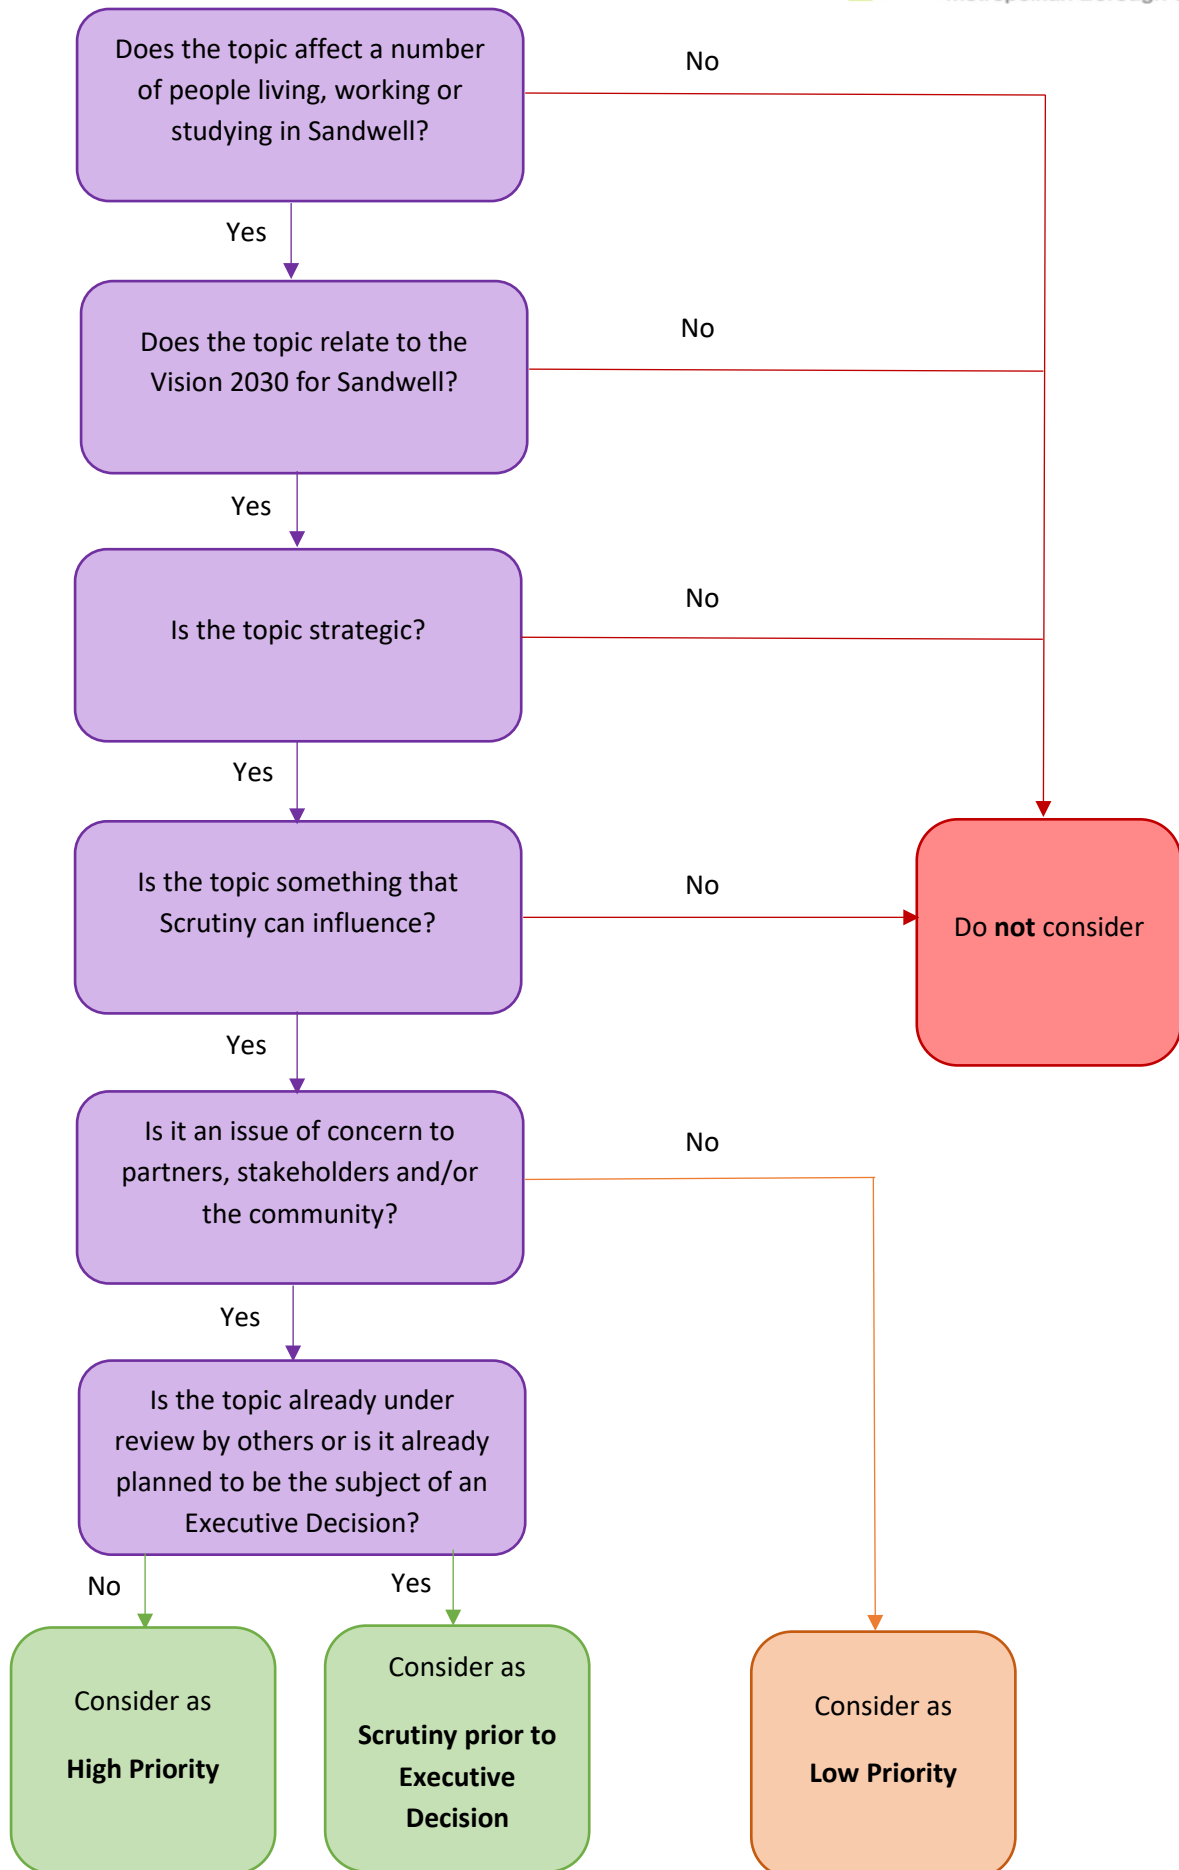 Does the topic affect a number
of people living, working or
studying in Sandwell?
No
Yes
Does the topic relate to the
Vision 2030 for Sandwell?
No
Yes
Is the topic strategic?
No
Yes
Is the topic something that
Scrutiny can influence?
No
Do not consider
Yes
Is it an issue of concern to
partners, stakeholders and/or
the community?
No
Yes
Is the topic already under
review by others or is it already
planned to be the subject of an
Executive Decision?
No
Yes
Consider as
High Priority
Consider as
Scrutiny prior to
Executive
Decision
Consider as
Low Priority